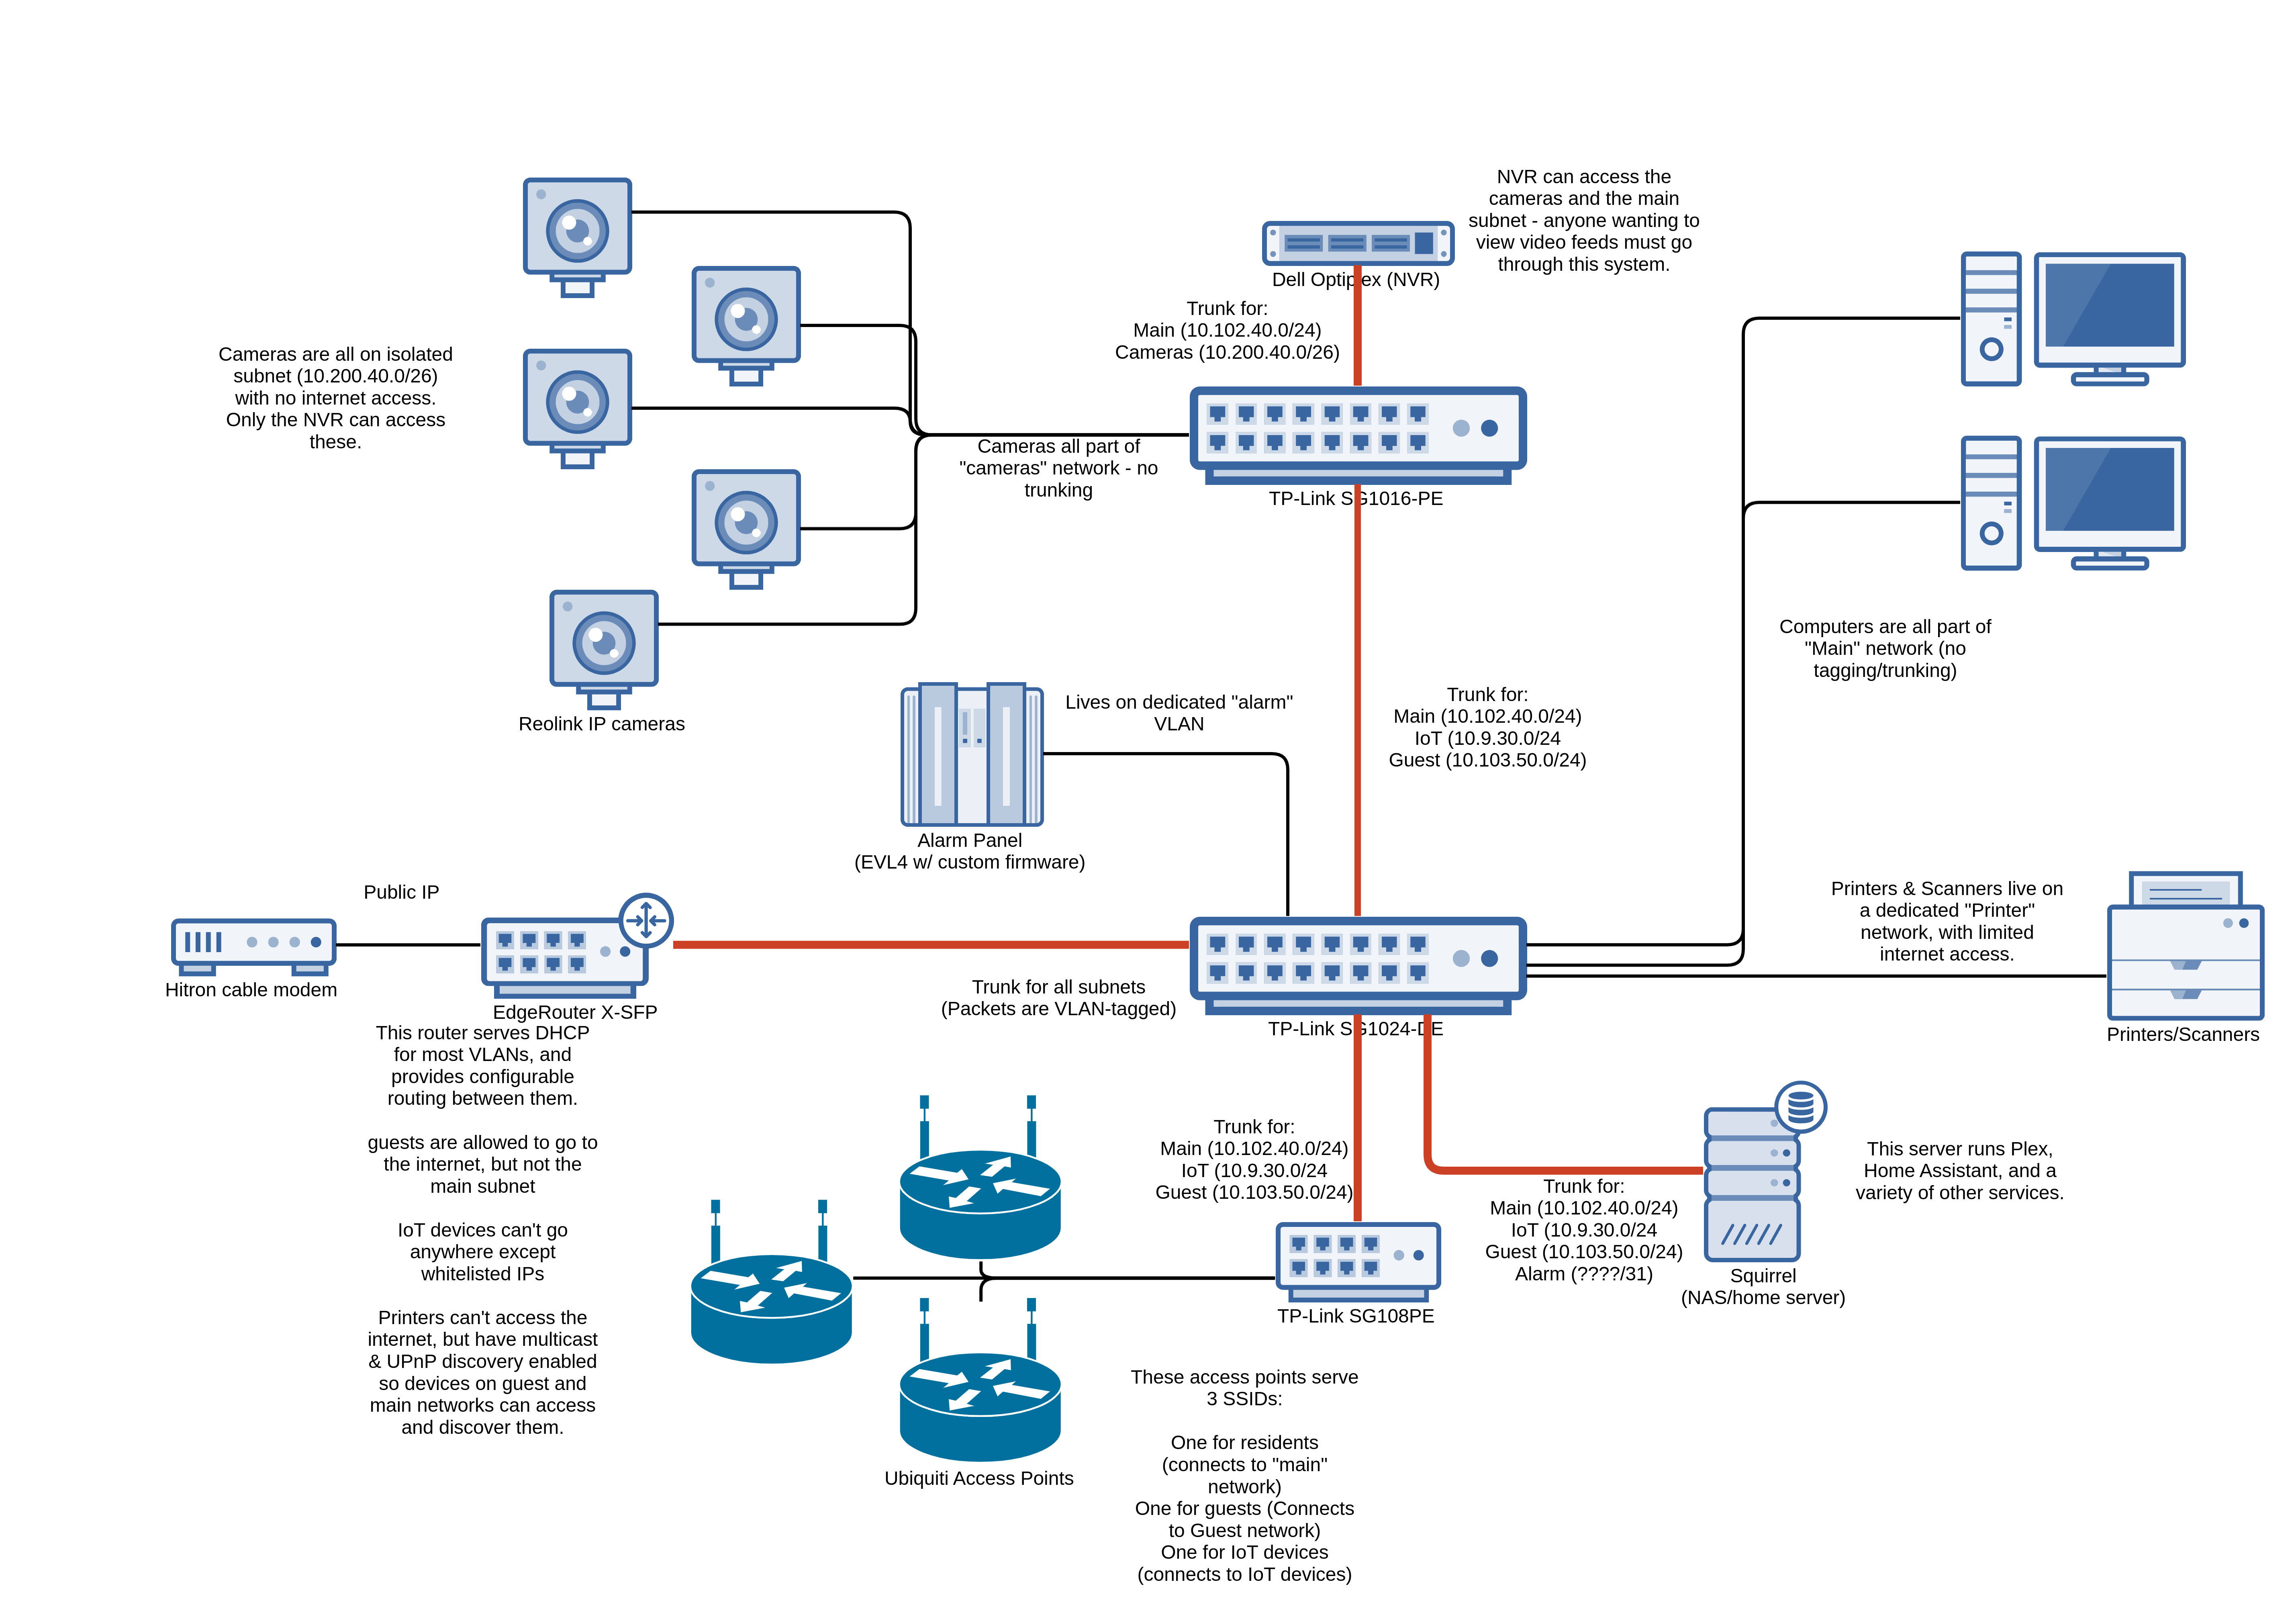 NVR can access the
cameras and the main
subnet - anyone wanting to
view video feeds must go
through this system.
Dell Optiplex (NVR)
Trunk for:
Main (10.102.40.0/24)
Cameras (10.200.40.0/26)
Cameras are all on isolated
subnet (10.200.40.0/26)
with no internet access.
Only the NVR can access
these.
Cameras all part of
"cameras" network - no
trunking
TP-Link SG1016-PE
Computers are all part of
"Main" network (no
tagging/trunking)
Reolink IP cameras
Lives on dedicated "alarm"
VLAN
Trunk for:
Main (10.102.40.0/24)
IoT (10.9.30.0/24
Guest (10.103.50.0/24)
Alarm Panel
(EVL4 w/ custom firmware)
Public IP
Printers & Scanners live on
a dedicated "Printer"
network, with limited
internet access.
Hitron cable modem
EdgeRouter X-SFP
Trunk for all subnets
(Packets are VLAN-tagged)
TP-Link SG1024-DE
Printers/Scanners
This router serves DHCP
for most VLANs, and
provides configurable
routing between them.
guests are allowed to go to
the internet, but not the
main subnet
IoT devices can't go
anywhere except
whitelisted IPs
Printers can't access the
internet, but have multicast
& UPnP discovery enabled
so devices on guest and
main networks can access
and discover them.
Trunk for:
Main (10.102.40.0/24)
IoT (10.9.30.0/24
Guest (10.103.50.0/24)
Trunk for:
Main (10.102.40.0/24)
IoT (10.9.30.0/24
Guest (10.103.50.0/24)
Alarm (????/31)
This server runs Plex,
Home Assistant, and a
variety of other services.
Squirrel
(NAS/home server)
TP-Link SG108PE
Ubiquiti Access Points
These access points serve
3 SSIDs:
One for residents
(connects to "main"
network)
One for guests (Connects
to Guest network)
One for IoT devices
(connects to IoT devices)